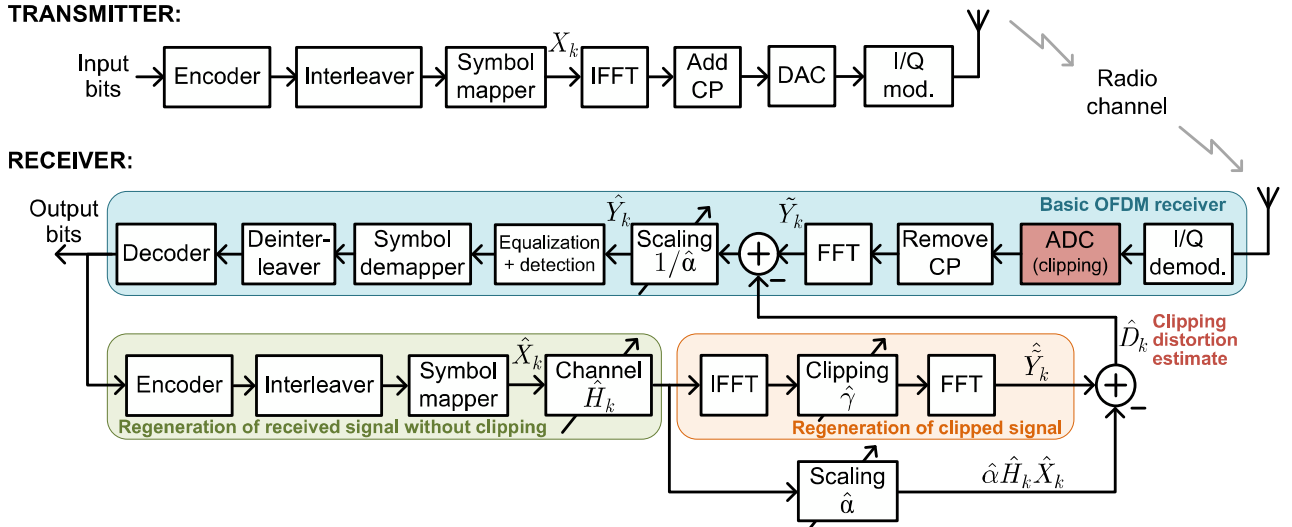 TRANSMITTER:
Input
bits
Encoder
Interleaver
Symbol
mapper
X_k
IFFT
Add
CP
DAC
I/Q
mod.
Radio
channel
RECEIVER:
Output
bits
Basic OFDM receiver
Decoder
Deinter-
leaver
Symbol
demapper
Equalization
+ detection
Ŷ_k
Scaling
1/α̂
+
−
Ỹ_k
FFT
Remove
CP
ADC
(clipping)
I/Q
demod.
Encoder
Interleaver
Symbol
mapper
X̂_k
Channel
Ĥ_k
Regeneration of received signal without clipping
IFFT
Clipping
γ̂
FFT
Ỹ̂_k
Regeneration of clipped signal
D̂_k
Clipping
distortion
estimate
+
−
Scaling
α̂
α̂Ĥ_kX̂_k